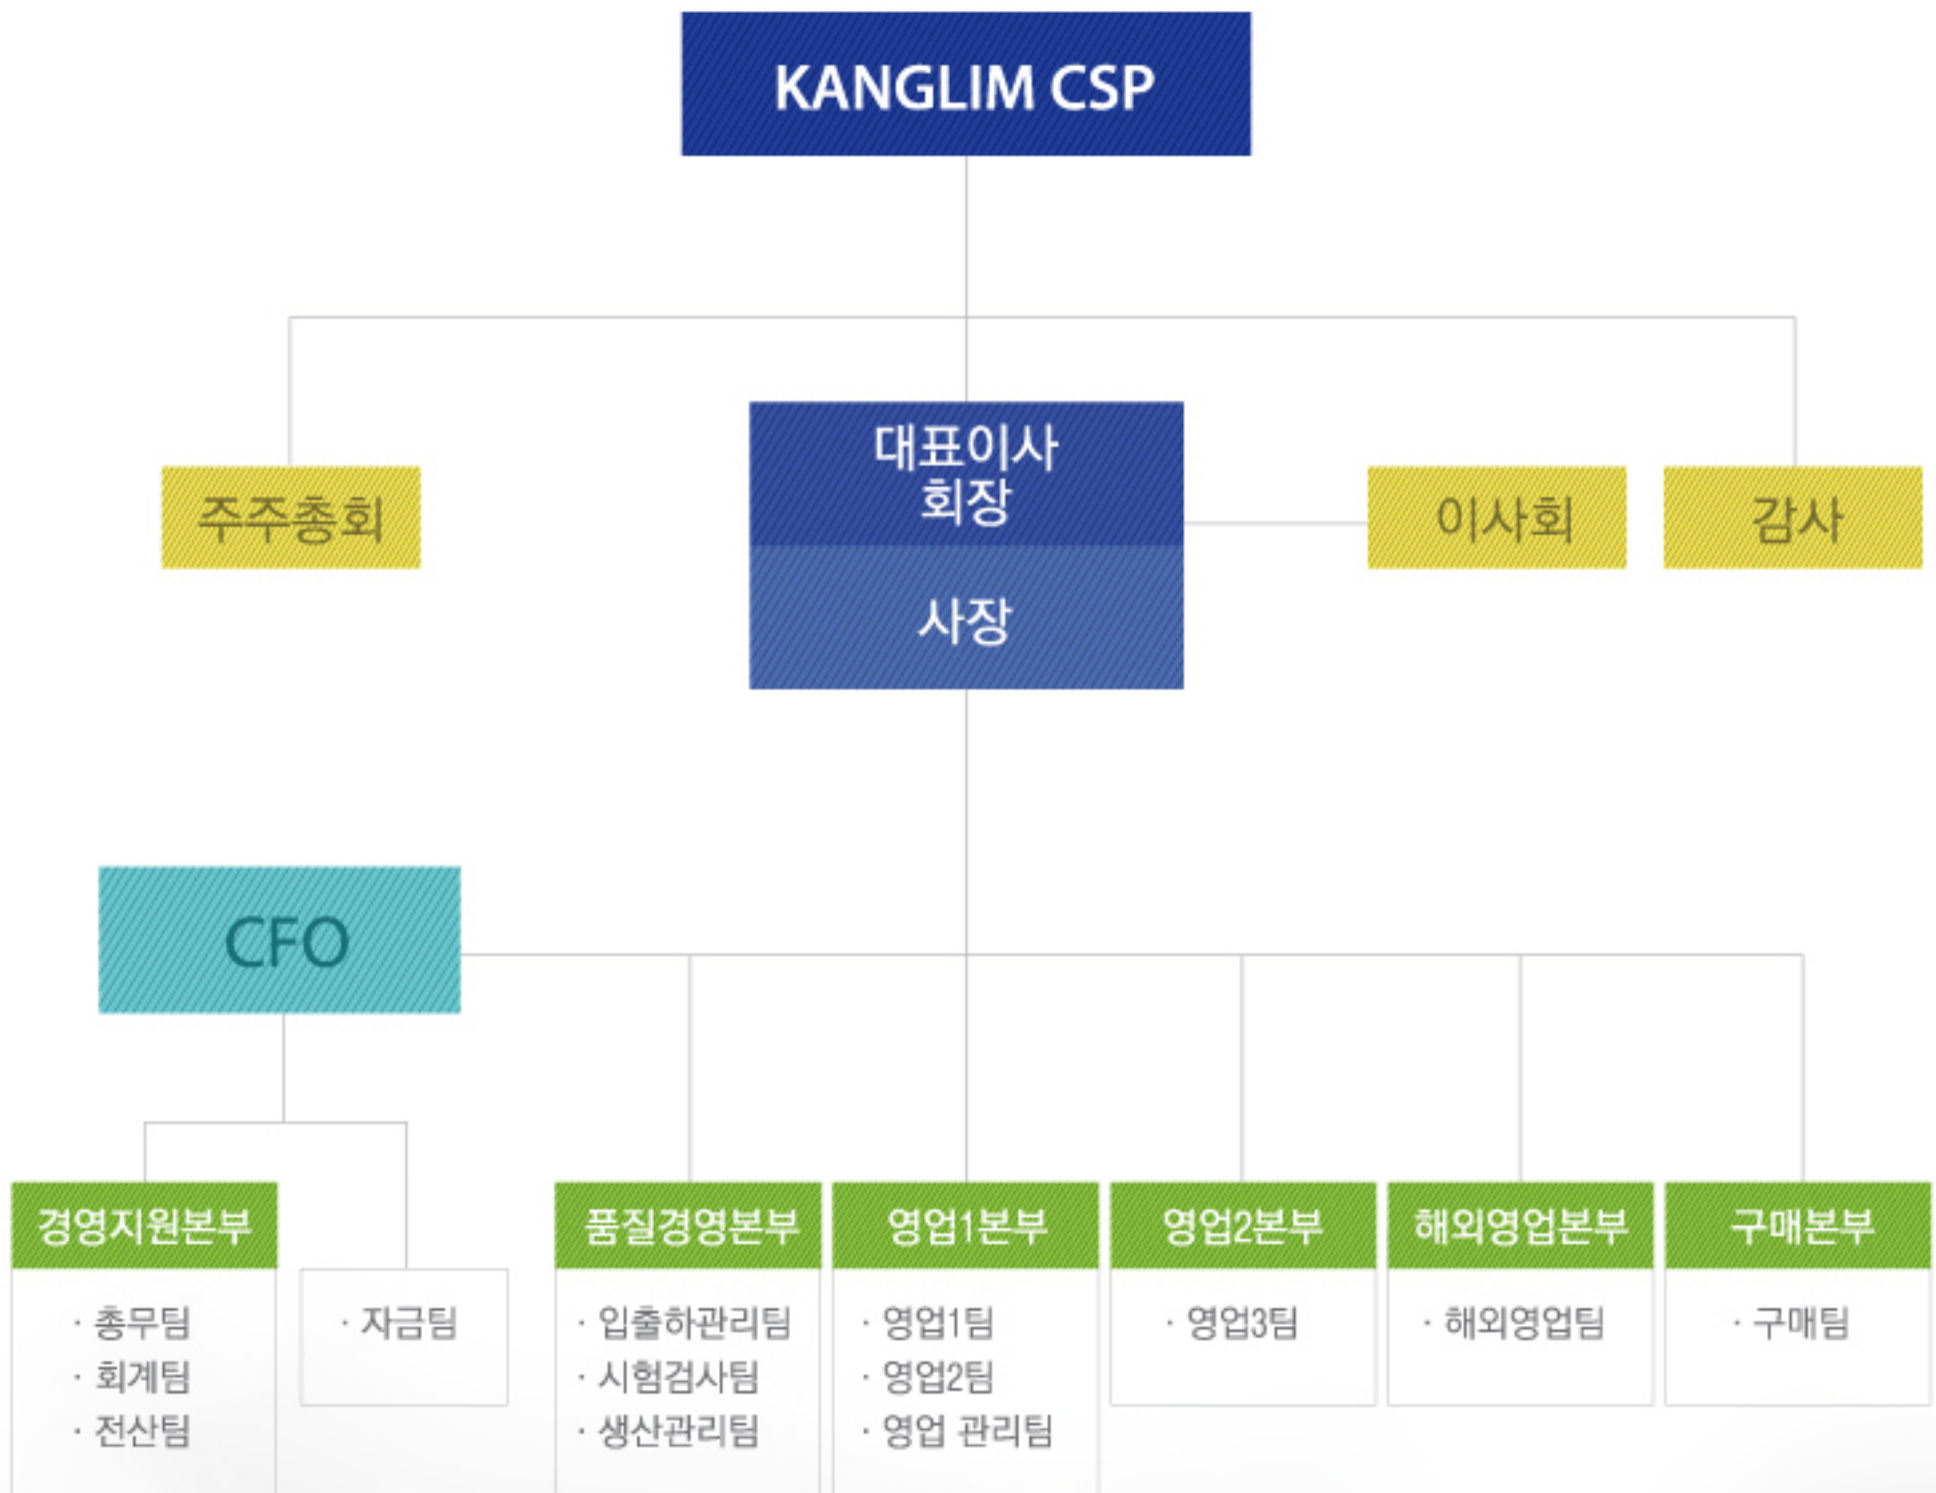 KANGLIM CSP
주주총회
대표이사
회장
사장
이사회
감사
CFO
경영지원본부
· 총무팀
· 회계팀
· 전산팀
· 자금팀
품질경영본부
· 입출하관리팀
· 시험검사팀
· 생산관리팀
영업1본부
· 영업1팀
· 영업2팀
· 영업 관리팀
영업2본부
· 영업3팀
해외영업본부
· 해외영업팀
구매본부
· 구매팀